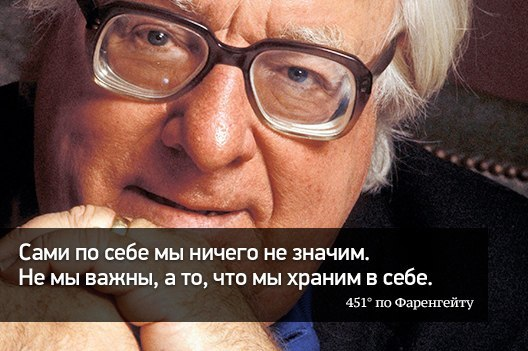 Сами по себе мы ничего не значим.
Не мы важны, а то, что мы храним в себе.
451° по Фаренгейту